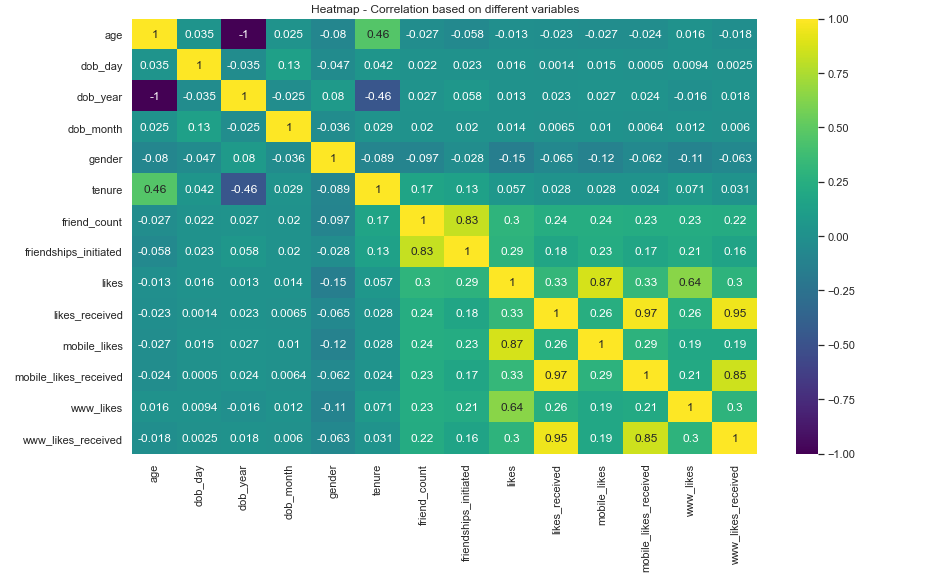 Heatmap - Correlation based on different variables
age 1 0.035 -1 0.025 -0.08 0.46 -0.027 -0.058 -0.013 -0.023 -0.027 -0.024 0.016 -0.018
dob_day 0.035 1 -0.035 0.13 -0.047 0.042 0.022 0.023 0.016 0.0014 0.015 0.0005 0.0094 0.0025
dob_year -1 -0.035 1 -0.025 0.08 -0.46 0.027 0.058 0.013 0.023 0.027 0.024 -0.016 0.018
dob_month 0.025 0.13 -0.025 1 -0.036 0.029 0.02 0.02 0.014 0.0065 0.01 0.0064 0.012 0.006
gender -0.08 -0.047 0.08 -0.036 1 -0.089 -0.097 -0.028 -0.15 -0.065 -0.12 -0.062 -0.11 -0.063
tenure 0.46 0.042 -0.46 0.029 -0.089 1 0.17 0.13 0.057 0.028 0.028 0.024 0.071 0.031
friend_count -0.027 0.022 0.027 0.02 -0.097 0.17 1 0.83 0.3 0.24 0.24 0.23 0.23 0.22
friendships_initiated -0.058 0.023 0.058 0.02 -0.028 0.13 0.83 1 0.29 0.18 0.23 0.17 0.21 0.16
likes -0.013 0.016 0.013 0.014 -0.15 0.057 0.3 0.29 1 0.33 0.87 0.33 0.64 0.3
likes_received -0.023 0.0014 0.023 0.0065 -0.065 0.028 0.24 0.18 0.33 1 0.26 0.97 0.26 0.95
mobile_likes -0.027 0.015 0.027 0.01 -0.12 0.028 0.24 0.23 0.87 0.26 1 0.29 0.19 0.19
mobile_likes_received -0.024 0.0005 0.024 0.0064 -0.062 0.024 0.23 0.17 0.33 0.97 0.29 1 0.21 0.85
www_likes 0.016 0.0094 -0.016 0.012 -0.11 0.071 0.23 0.21 0.64 0.26 0.19 0.21 1 0.3
www_likes_received -0.018 0.0025 0.018 0.006 -0.063 0.031 0.22 0.16 0.3 0.95 0.19 0.85 0.3 1
age
dob_day
dob_year
dob_month
gender
tenure
friend_count
friendships_initiated
likes
likes_received
mobile_likes
mobile_likes_received
www_likes
www_likes_received
1.00
0.75
0.50
0.25
0.00
−0.25
−0.50
−0.75
−1.00